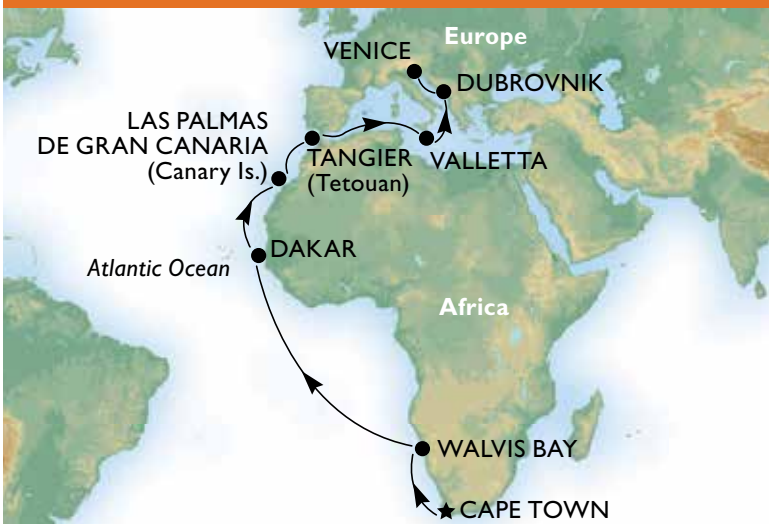 Europe
VENICE
DUBROVNIK
LAS PALMAS
DE GRAN CANARIA
(Canary Is.)
TANGIER
(Tetouan)
VALLETTA
DAKAR
Atlantic Ocean
Africa
WALVIS BAY
CAPE TOWN